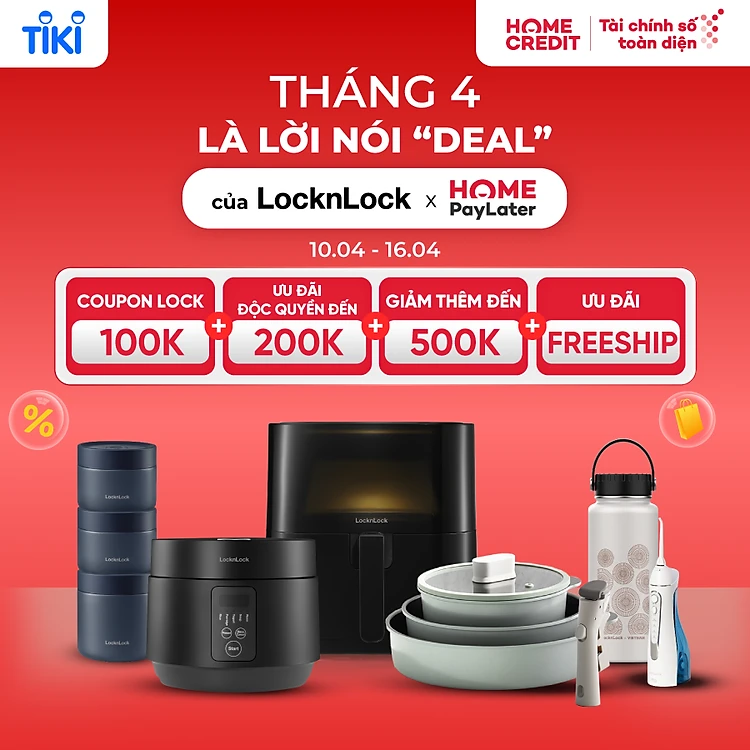 TIKI
HOME CREDIT
Tài chính số
toàn diện
THÁNG 4
LÀ LỜI NÓI “DEAL”
của LocknLock x HOME PayLater
10.04 - 16.04
COUPON LOCK
100K
+
ƯU ĐÃI
ĐỘC QUYỀN ĐẾN
200K
+
GIẢM THÊM ĐẾN
500K
+
ƯU ĐÃI
FREESHIP
%
LocknLock
LocknLock
LocknLock
LocknLock
Start
LocknLock